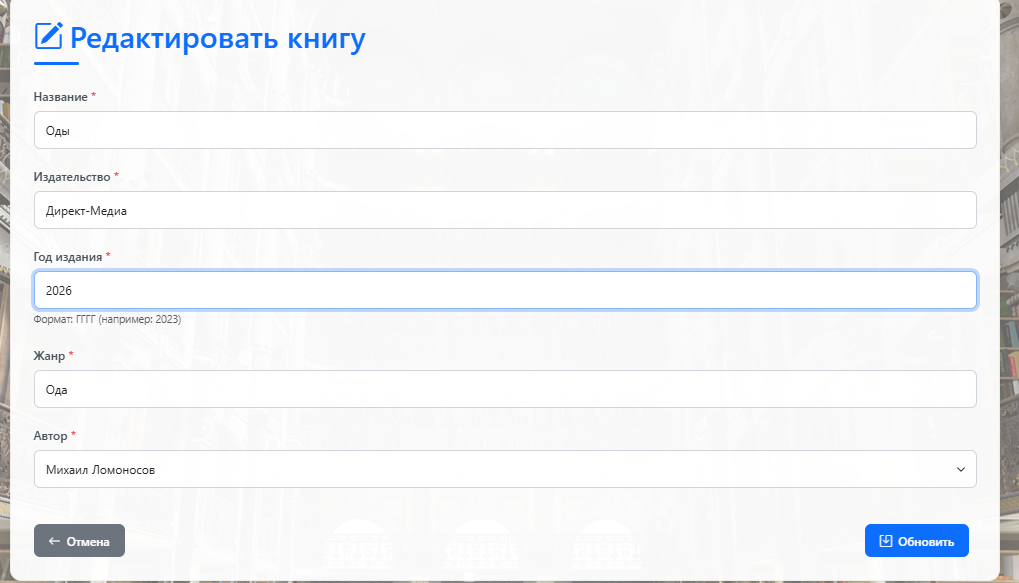 Редактировать книгу
Название *
Оды
Издательство *
Директ-Медиа
Год издания *
2026
Формат: ГГГГ (например: 2023)
Жанр *
Ода
Автор *
Михаил Ломоносов
← Отмена
Обновить